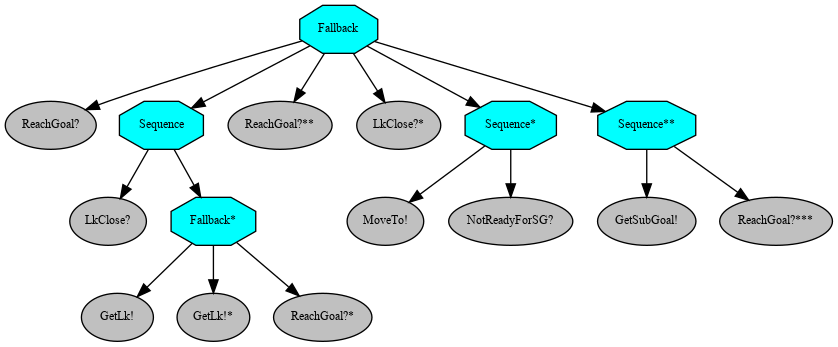 Fallback
ReachGoal?
Sequence
ReachGoal?**
LkClose?*
Sequence*
Sequence**
LkClose?
Fallback*
MoveTo!
NotReadyForSG?
GetSubGoal!
ReachGoal?***
GetLk!
GetLk!*
ReachGoal?*